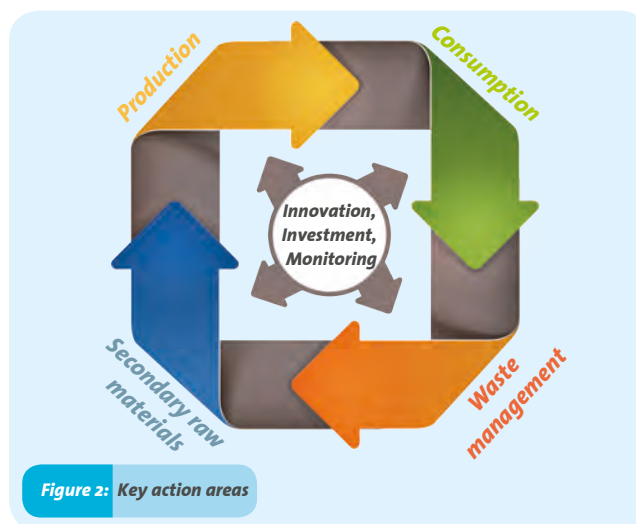 Production
Consumption
Innovation,
Investment,
Monitoring
Secondary raw
materials
Waste
management
Figure 2: Key action areas